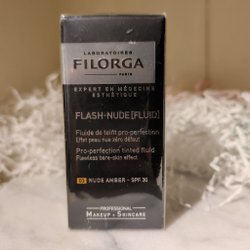 LABORATOIRES
FILORGA
PARIS
EXPERT EN MÉDECINE
ESTHÉTIQUE
FLASH-NUDE [FLUID]
Fluide de teint pro-perfection
Effet peau nue zéro défaut
Pro-perfection tinted fluid
Flawless bare-skin effect
03 NUDE AMBER - SPF 30
PROFESSIONAL
MAKEUP + SKINCARE